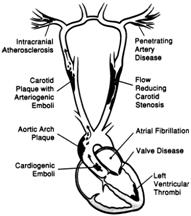 Intracranial
Atherosclerosis
Penetrating
Artery
Disease
Carotid
Plaque with
Arteriogenic
Emboli
Flow
Reducing
Carotid
Stenosis
Aortic Arch
Plaque
Atrial Fibrillation
Valve Disease
Cardiogenic
Emboli
Left
Ventricular
Thrombi